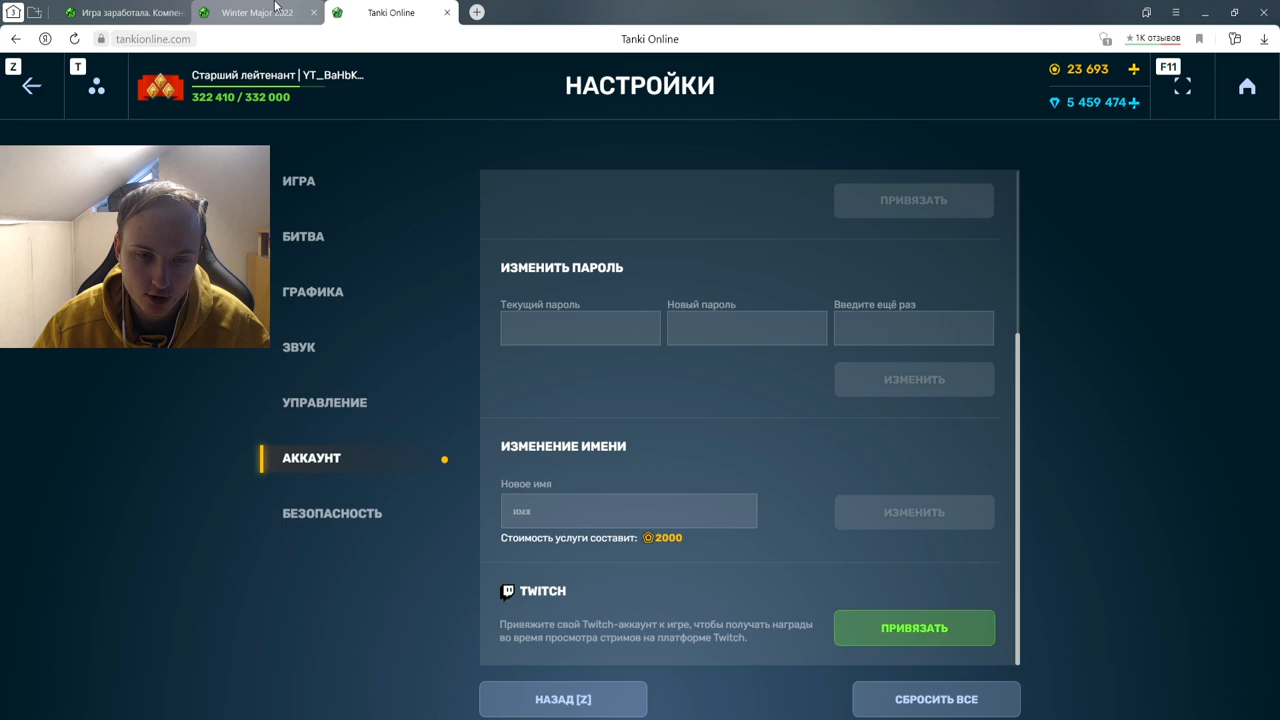 3
Игра заработала. Компен
Winter Major 2022
Tanki Online
tankionline.com
Tanki Online
1K отзывов
Z
T
Старший лейтенант | YT_BaHbK...
322 410 / 332 000
НАСТРОЙКИ
23 693
5 459 474
F11
ИГРА
БИТВА
ГРАФИКА
ЗВУК
УПРАВЛЕНИЕ
АККАУНТ
БЕЗОПАСНОСТЬ
ПРИВЯЗАТЬ
ИЗМЕНИТЬ ПАРОЛЬ
Текущий пароль
Новый пароль
Введите ещё раз
ИЗМЕНИТЬ
ИЗМЕНЕНИЕ ИМЕНИ
Новое имя
имя
ИЗМЕНИТЬ
Стоимость услуги составит: 2000
TWITCH
Привяжите свой Twitch-аккаунт к игре, чтобы получать награды
во время просмотра стримов на платформе Twitch.
ПРИВЯЗАТЬ
НАЗАД [Z]
СБРОСИТЬ ВСЕ